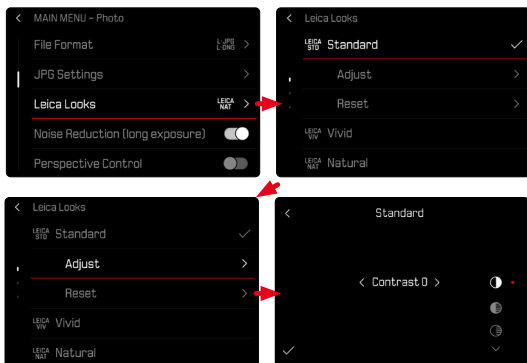 MAIN MENU – Photo
File Format L-JPG L-DNG
JPG Settings
Leica Looks LEICA NAT
Noise Reduction (long exposure)
Perspective Control
Leica Looks
LEICA STD Standard
Adjust
Reset
LEICA VIV Vivid
LEICA NAT Natural
Leica Looks
LEICA STD Standard
Adjust
Reset
LEICA VIV Vivid
LEICA NAT Natural
Standard
Contrast 0